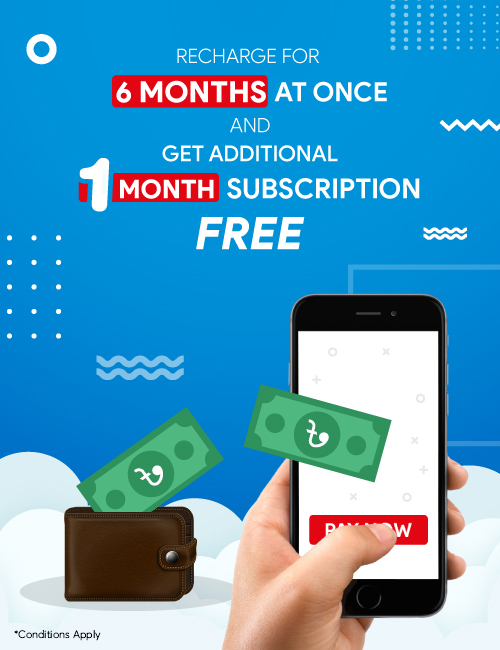 RECHARGE FOR
6 MONTHS AT ONCE
AND
GET ADDITIONAL
1 MONTH SUBSCRIPTION
FREE
৳
৳
PAY NOW
*Conditions Apply